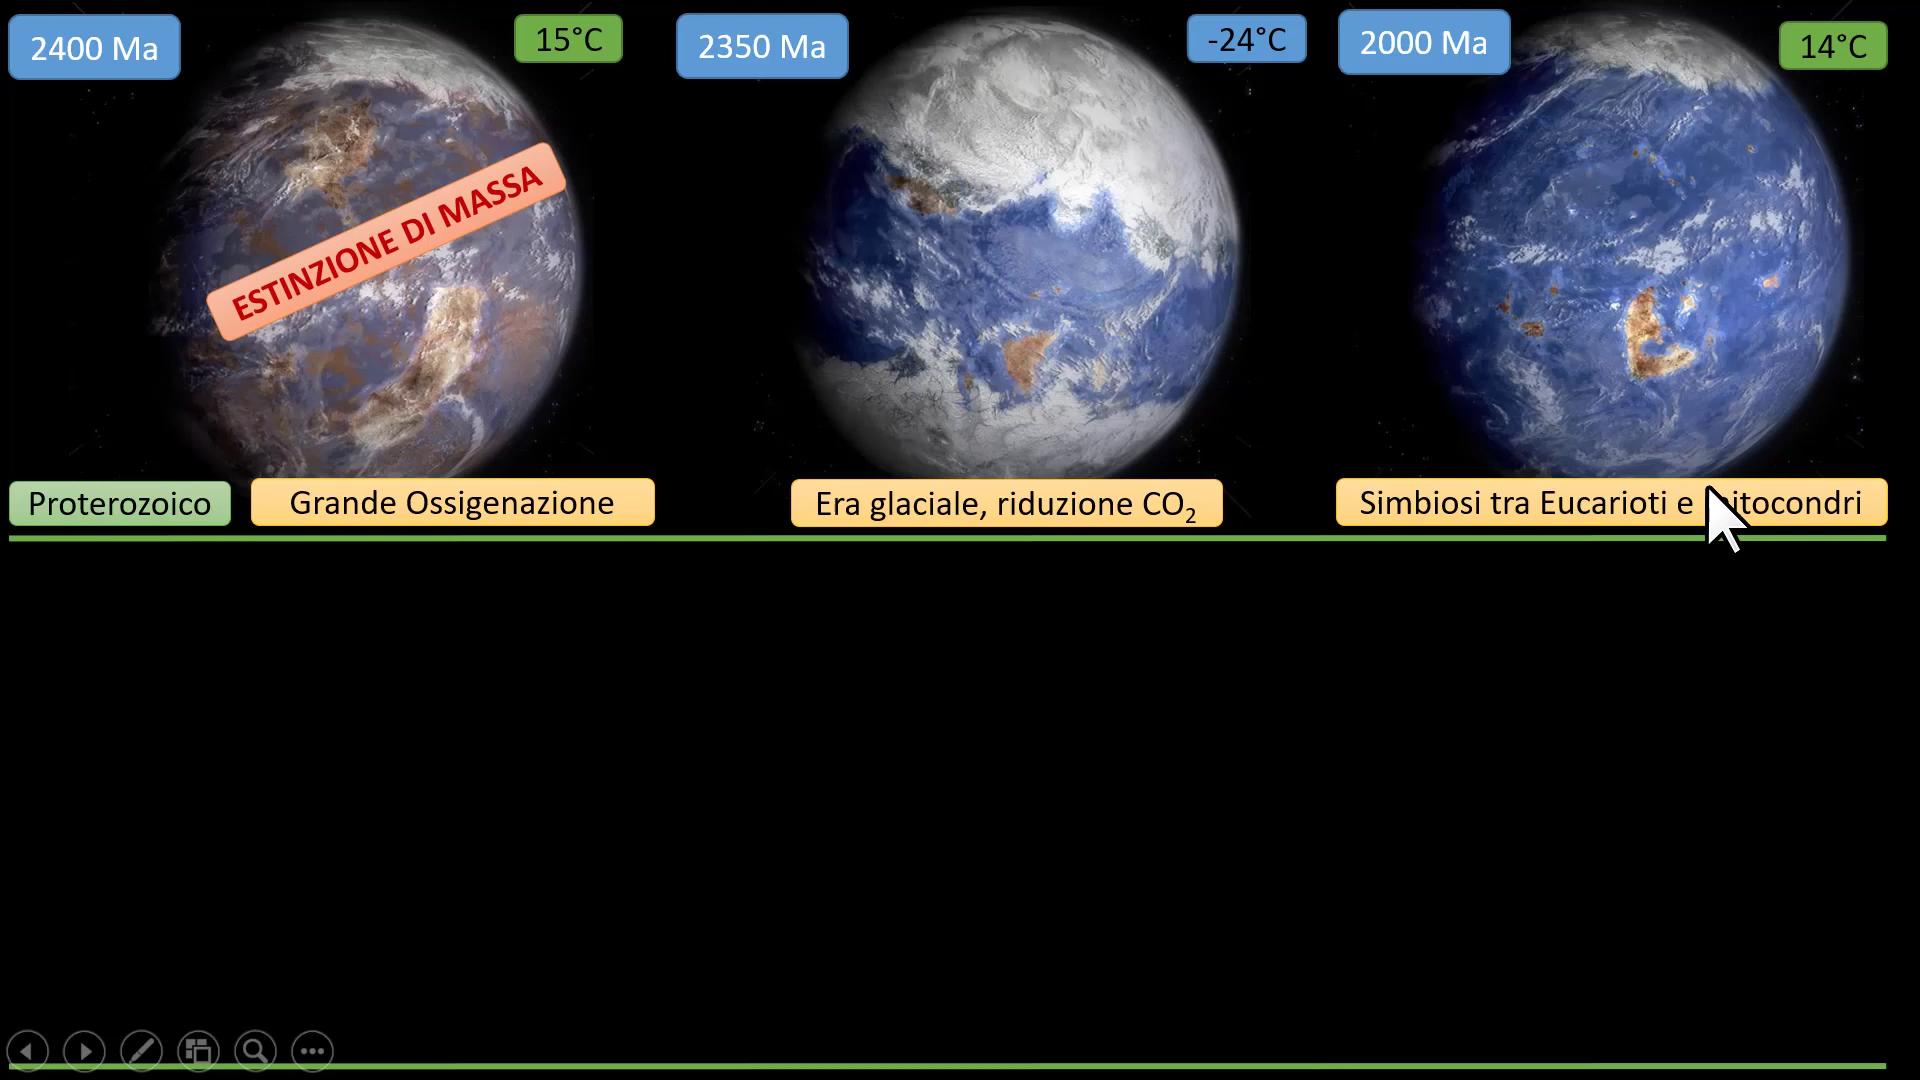 2400 Ma
15°C
ESTINZIONE DI MASSA
Proterozoico
Grande Ossigenazione
2350 Ma
-24°C
Era glaciale, riduzione CO₂
2000 Ma
14°C
Simbiosi tra Eucarioti e